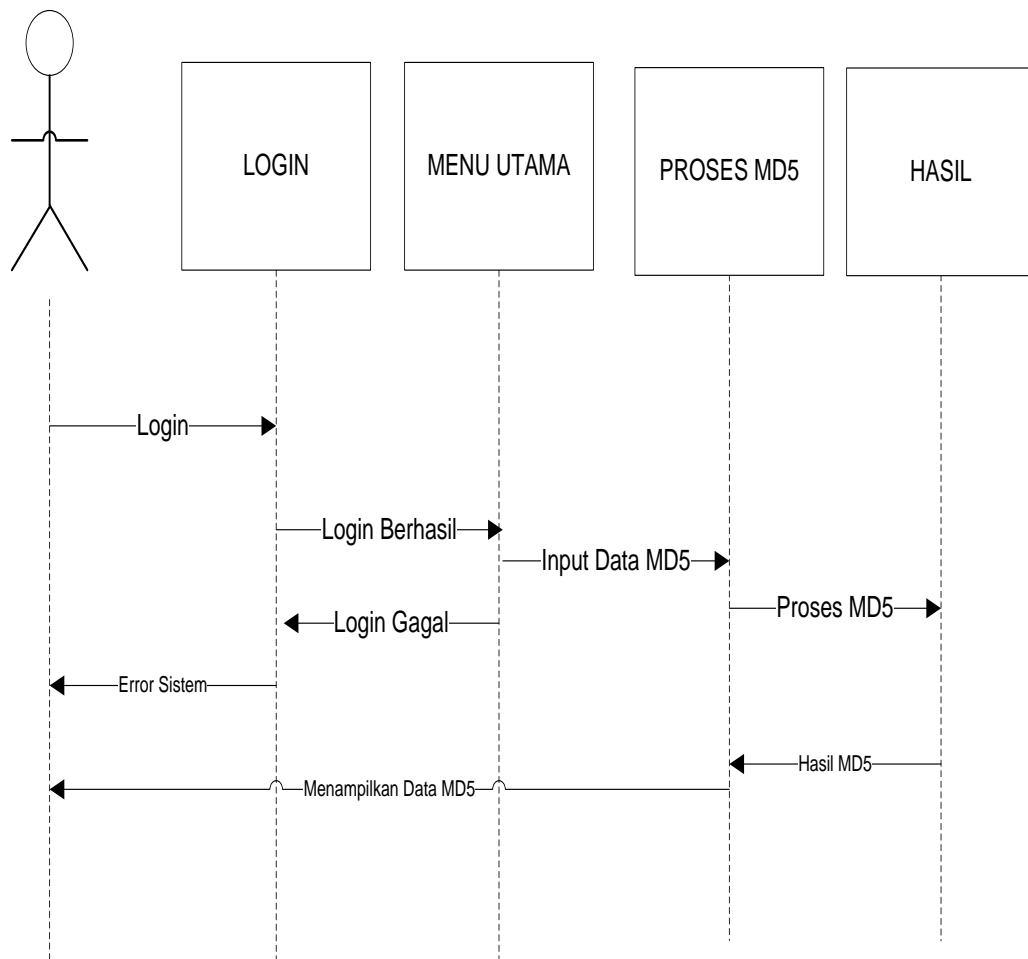 LOGIN
MENU UTAMA
PROSES MD5
HASIL
Login
Login Berhasil
Input Data MD5
Proses MD5
Login Gagal
Error Sistem
Hasil MD5
Menampilkan Data MD5